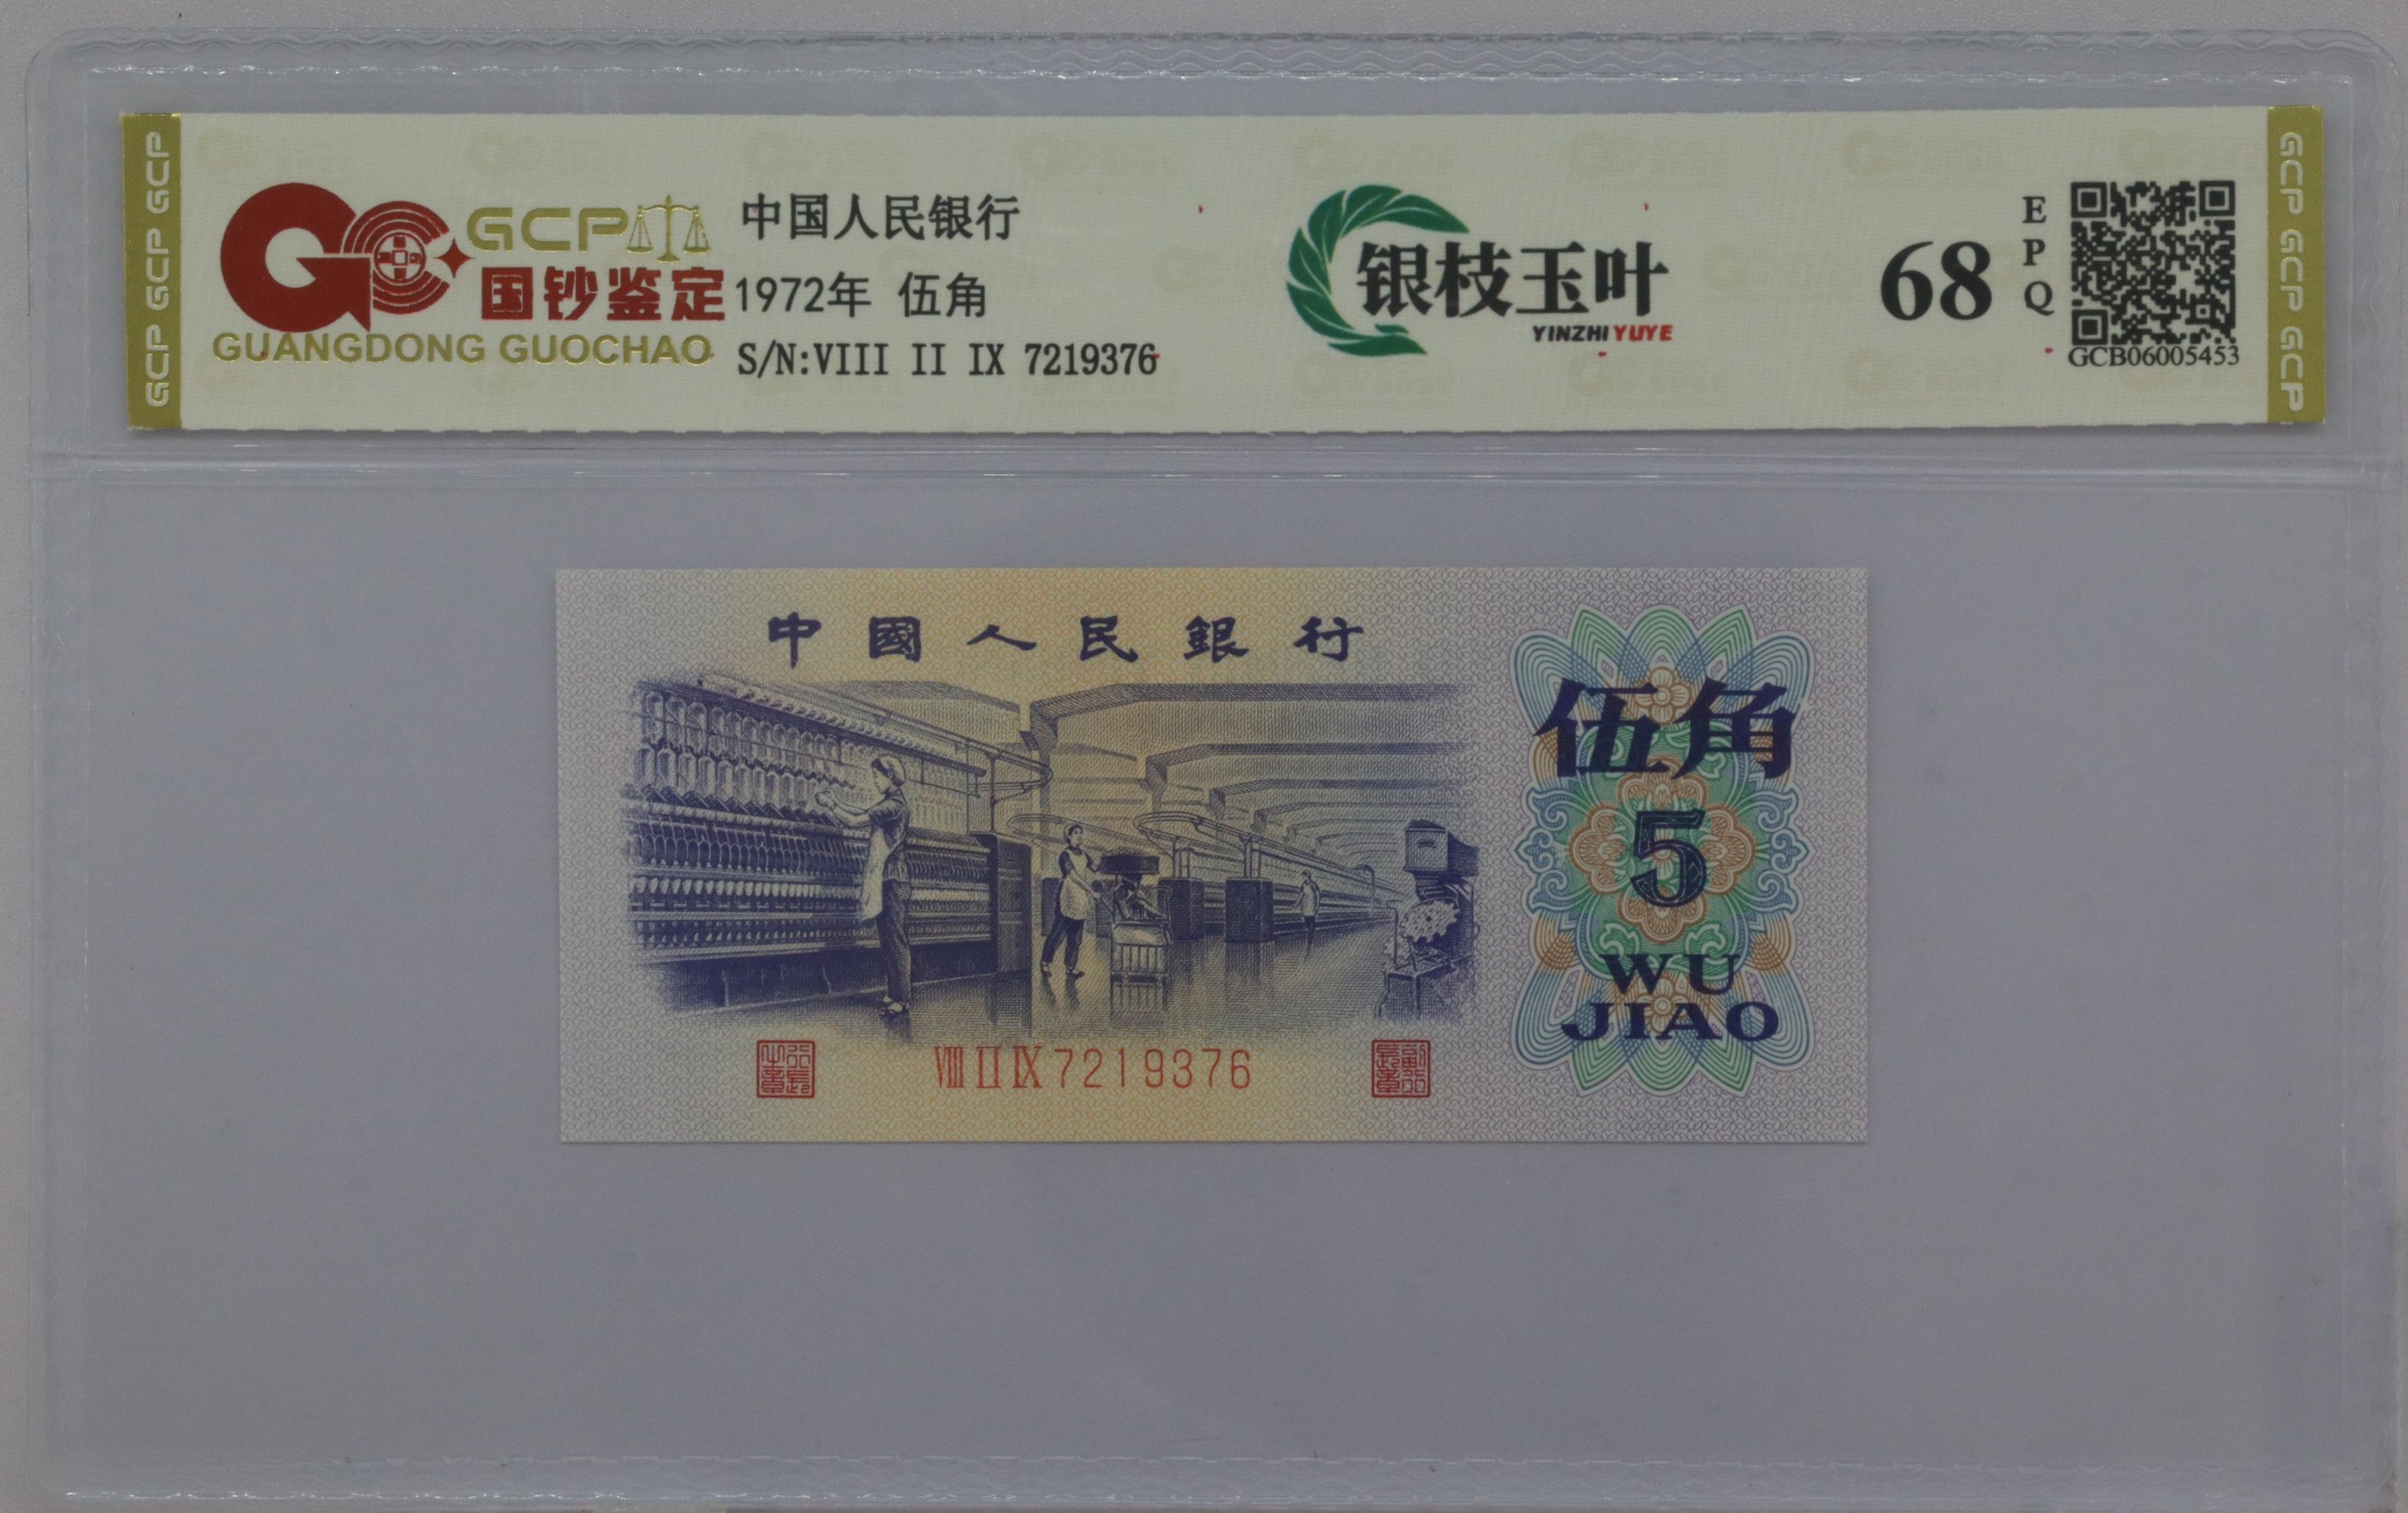 GCP GCP GCP
GCP
国钞鉴定
GUANGDONG GUOCHAO
中国人民银行
1972年 伍角
S/N:VIII II IX 7219376
银枝玉叶
YINZHI YUYE
68
EPQ
GCB06005453
GCP GCP GCP
中國人民銀行
伍角
5
WU
JIAO
VIII II IX 7219376